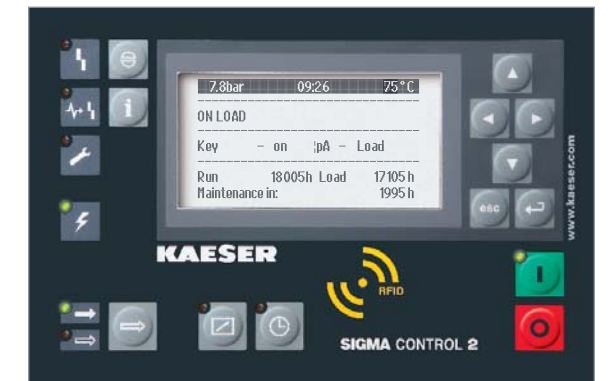 7.8bar 09:26 75°C
ON LOAD
Key - on ¦pA - Load
Run 18005h Load 17105h
Maintenance in: 1995h
esc
www.kaeser.com
KAESER
RFID
I
SIGMA CONTROL 2
O